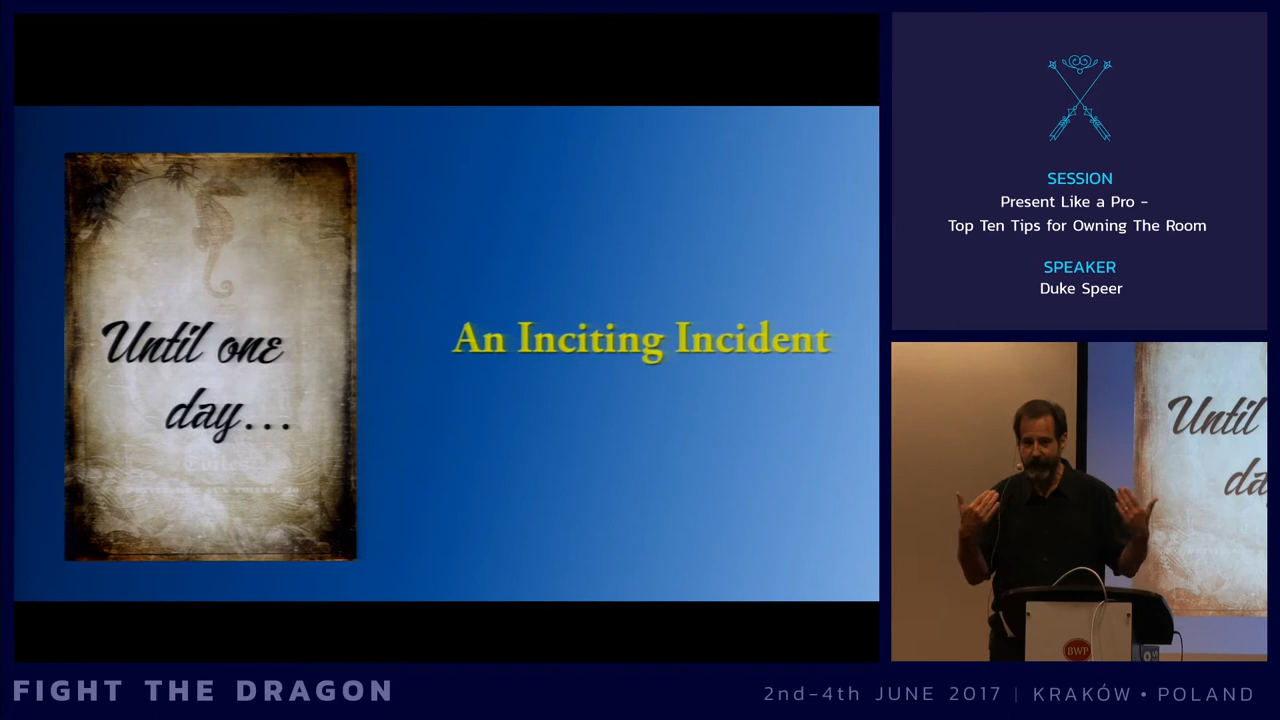 Until one
day...
An Inciting Incident
SESSION
Present Like a Pro -
Top Ten Tips for Owning The Room
SPEAKER
Duke Speer
Until
da
BWP
FIGHT THE DRAGON
2nd-4th JUNE 2017 | KRAKÓW • POLAND